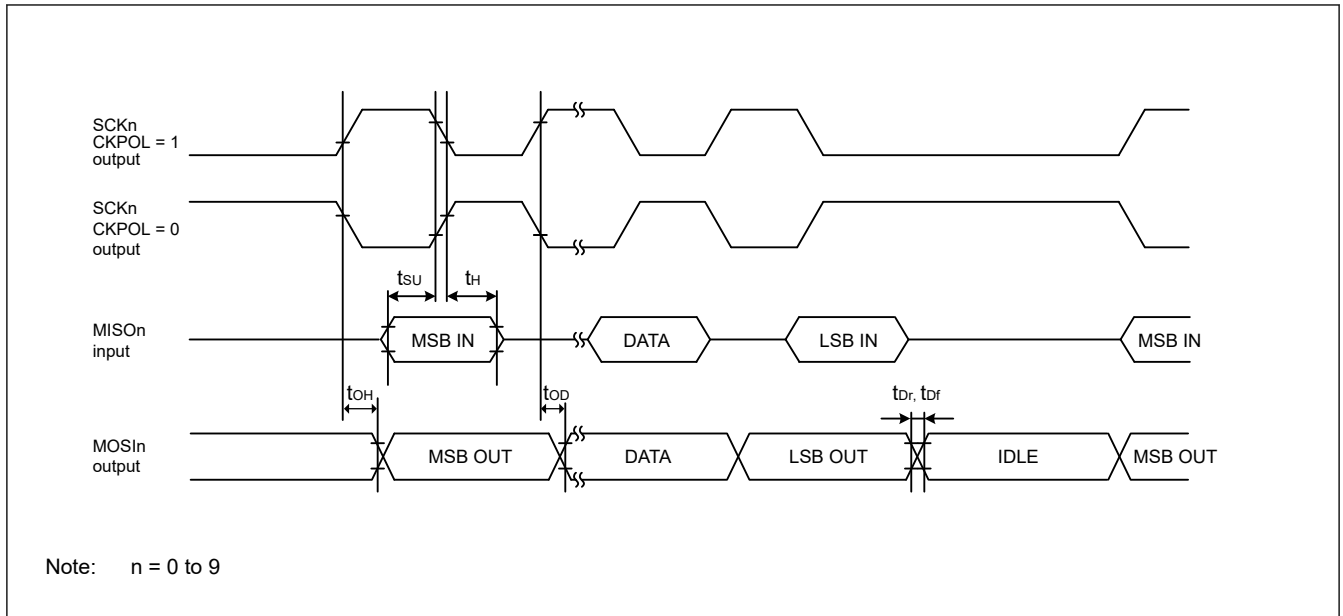 SCKn
CKPOL = 1
output
SCKn
CKPOL = 0
output
tSU
tH
MISOn
input
MSB IN
DATA
LSB IN
MSB IN
tOH
tOD
tDr, tDf
MOSIn
output
MSB OUT
DATA
LSB OUT
IDLE
MSB OUT
Note: n = 0 to 9